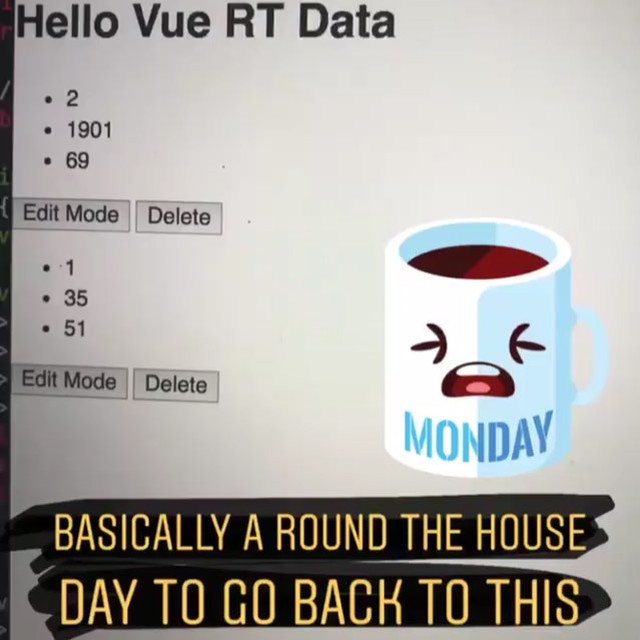 Hello Vue RT Data
2
1901
69
Edit Mode Delete
1
35
51
Edit Mode Delete
MONDAY
BASICALLY A ROUND THE HOUSE
DAY TO GO BACK TO THIS